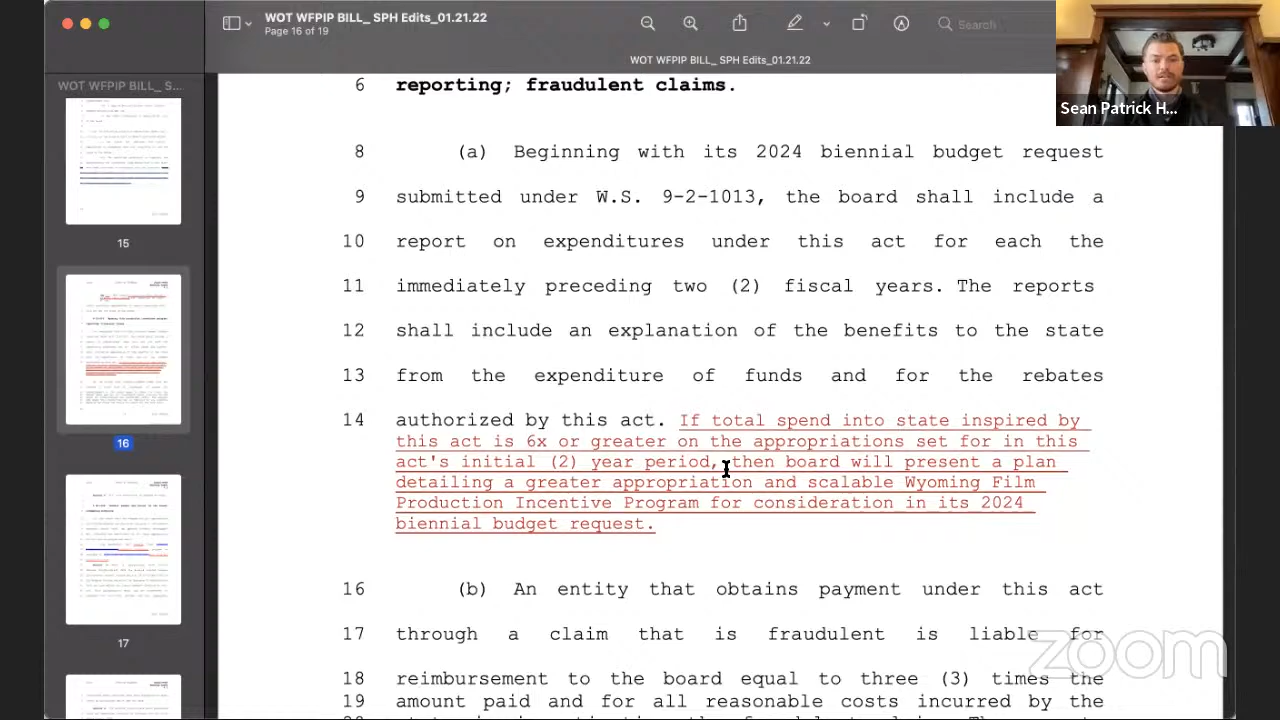 WOT WFPIP BILL_ SPH Edits_01.21.22
Page 16 of 19
Search
WOT WFPIP BILL_ S...
WOT WFPIP BILL_ SPH Edits_01.21.22
Sean Patrick H...
15
16
17
6 reporting; fraudulent claims.
8 (a) Beginning with its 2024 biennial budget request
9 submitted under W.S. 9-2-1013, the board shall include a
10 report on expenditures under this act for each the
11 immediately preceding two (2) fiscal years. The reports
12 shall include an explanation of the benefits to the state
13 from the expenditure of funds and for the rebates
14 authorized by this act. If total spend into state inspired by
this act is 6x or greater on the appropriations set for in this
act's initial (2) year period, then board will present a plan
detailing a greater appropriation and scalable Wyoming Film
Production Incentive Program for consideration in its 2024
biennial budget request.
16 (b) Any entity that obtains payment under this act
17 through a claim that is fraudulent is liable for
18 reimbursement to the board equal to three (3) times the
19 amount paid and for all reasonable costs incurred by the
zoom